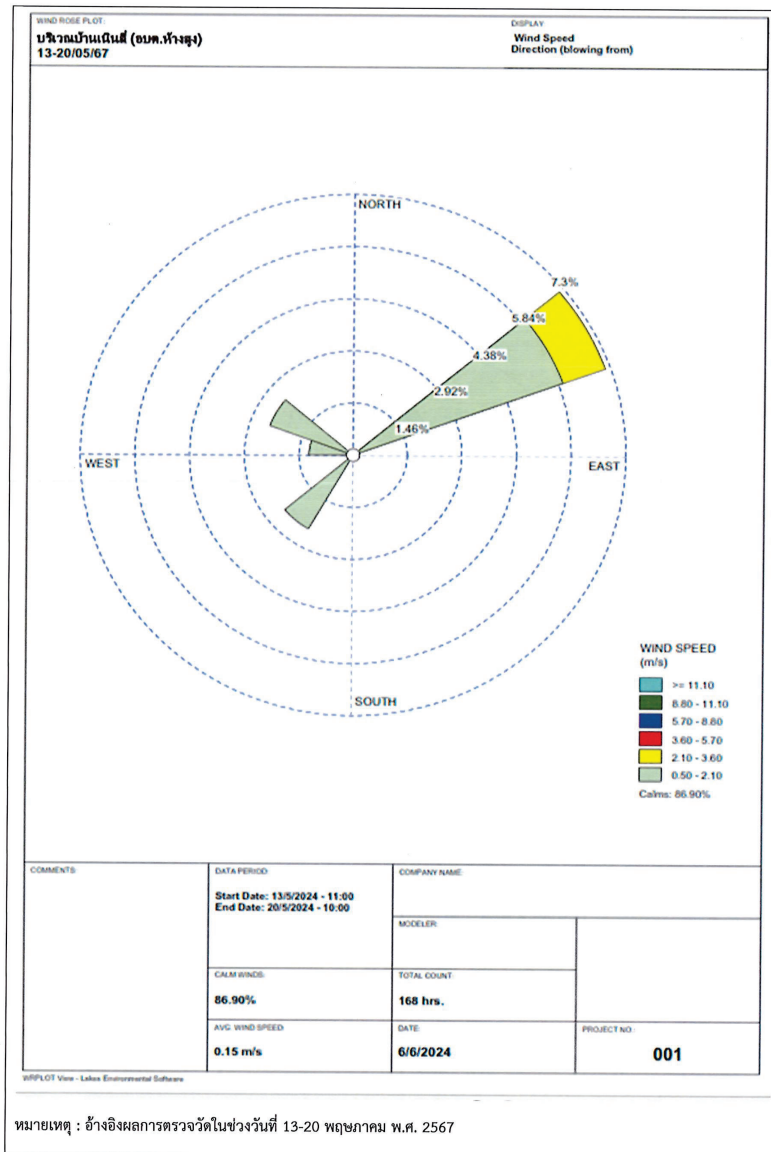 WIND ROSE PLOT:
บริเวณบ้านเนินสี่ (อบต.ห้างสูง)
13-20/05/67
DISPLAY
Wind Speed
Direction (blowing from)
NORTH
7.3%
5.84%
4.38%
2.92%
1.46%
WEST
EAST
SOUTH
WIND SPEED
(m/s)
>= 11.10
8.80 - 11.10
5.70 - 8.80
3.60 - 5.70
2.10 - 3.60
0.50 - 2.10
Calms: 86.90%
COMMENTS:
DATA PERIOD:
Start Date: 13/5/2024 - 11:00
End Date: 20/5/2024 - 10:00
COMPANY NAME:
MODELER:
CALM WINDS:
86.90%
TOTAL COUNT:
168 hrs.
AVG. WIND SPEED:
0.15 m/s
DATE:
6/6/2024
PROJECT NO.:
001
WRPLOT View - Lakes Environmental Software
หมายเหตุ : อ้างอิงผลการตรวจวัดในช่วงวันที่ 13-20 พฤษภาคม พ.ศ. 2567